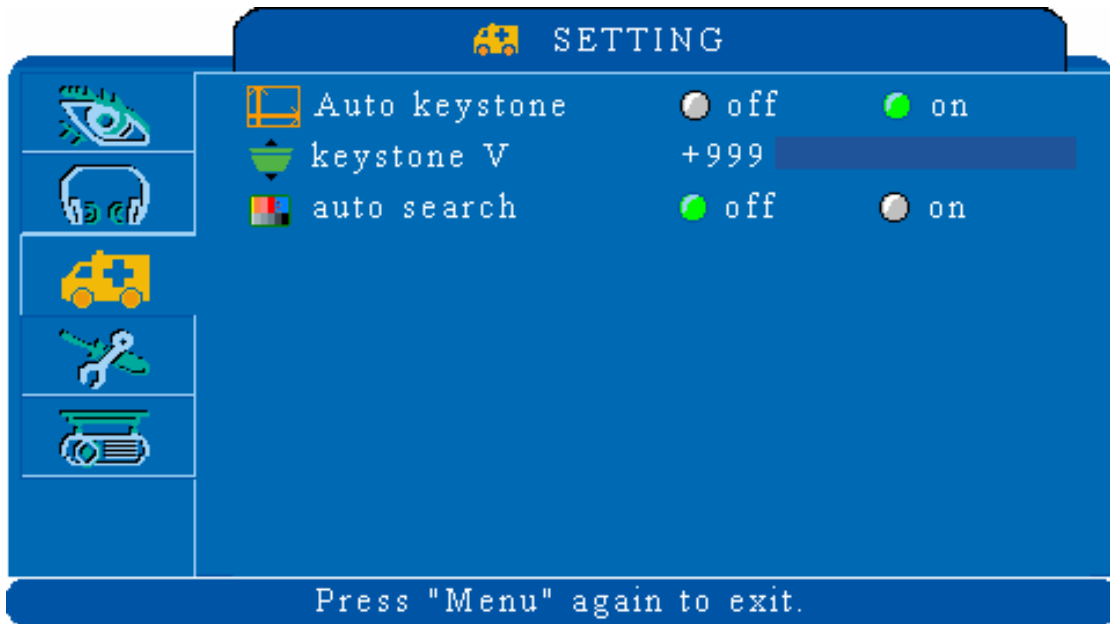 SETTING
Auto keystone off on
keystone V +999
auto search off on
Press "Menu" again to exit.